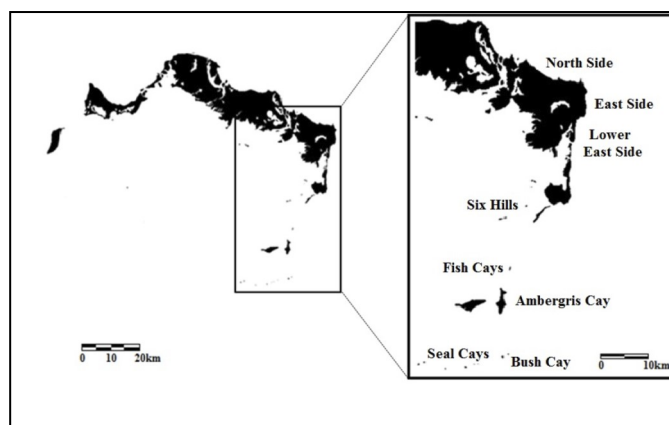 North Side
East Side
Lower
East Side
Six Hills
Fish Cays
Ambergris Cay
Seal Cays
Bush Cay
0 10km
0 10 20km